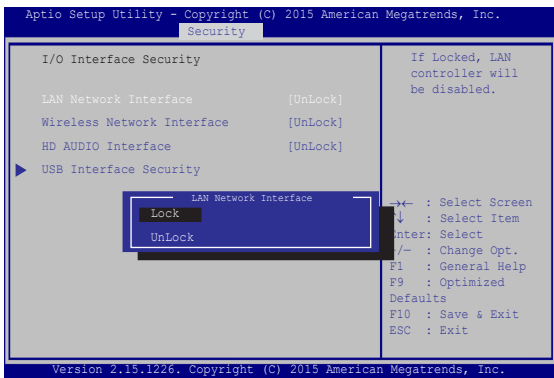 Aptio Setup Utility - Copyright (C) 2015 American Megatrends, Inc.
Security
I/O Interface Security
LAN Network Interface [UnLock]
Wireless Network Interface [UnLock]
HD AUDIO Interface [UnLock]
USB Interface Security
If Locked, LAN
controller will
be disabled.
LAN Network Interface
Lock
UnLock
→← : Select Screen
↑↓ : Select Item
Enter: Select
+/— : Change Opt.
F1 : General Help
F9 : Optimized
Defaults
F10 : Save & Exit
ESC : Exit
Version 2.15.1226. Copyright (C) 2015 American Megatrends, Inc.